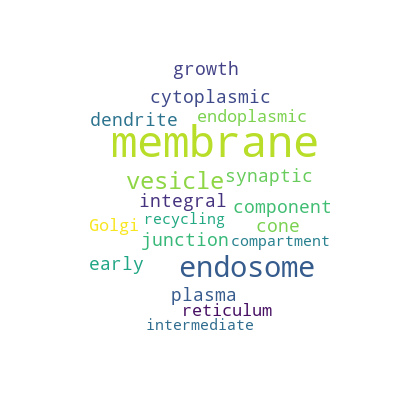 growth
cytoplasmic
dendrite endoplasmic
membrane
vesicle synaptic
integral component
Golgi recycling cone
junction compartment
early endosome
plasma
reticulum
intermediate